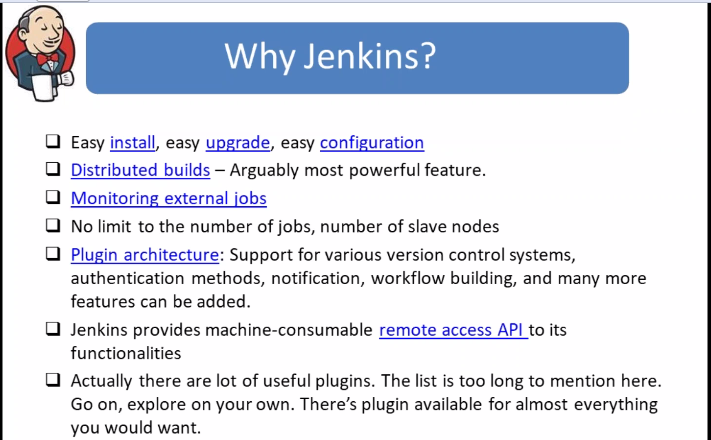 Why Jenkins?
Easy install, easy upgrade, easy configuration
Distributed builds – Arguably most powerful feature.
Monitoring external jobs
No limit to the number of jobs, number of slave nodes
Plugin architecture: Support for various version control systems,
authentication methods, notification, workflow building, and many more
features can be added.
Jenkins provides machine-consumable remote access API to its
functionalities
Actually there are lot of useful plugins. The list is too long to mention here.
Go on, explore on your own. There’s plugin available for almost everything
you would want.